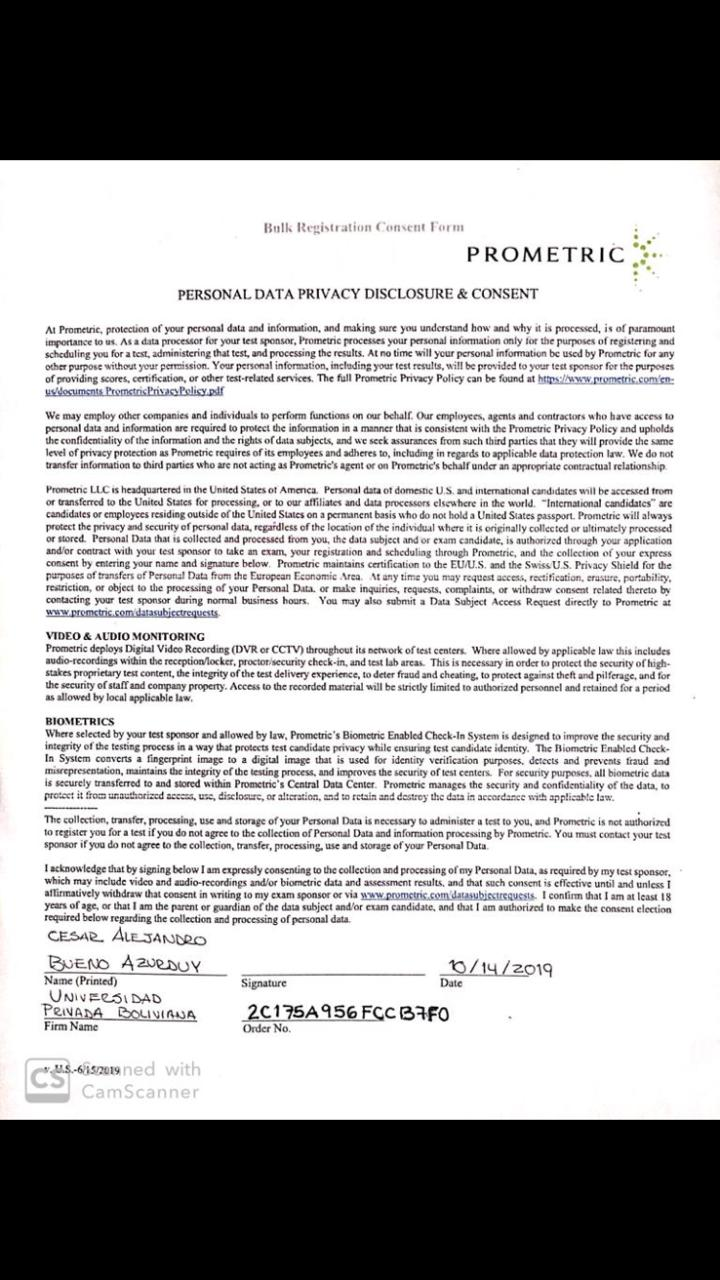 Bulk Registration Consent Form
PROMETRIC
PERSONAL DATA PRIVACY DISCLOSURE & CONSENT
At Prometric, protection of your personal data and information, and making sure you understand how and why it is processed, is of paramount
importance to us. As a data processor for your test sponsor, Prometric processes your personal information only for the purposes of registering and
scheduling you for a test, administering that test, and processing the results. At no time will your personal information be used by Prometric for any
other purpose without your permission. Your personal information, including your test results, will be provided to your test sponsor for the purposes
of providing scores, certification, or other test-related services. The full Prometric Privacy Policy can be found at https://www.prometric.com/en-
us/documents PrometricPrivacyPolicy.pdf
We may employ other companies and individuals to perform functions on our behalf. Our employees, agents and contractors who have access to
personal data and information are required to protect the information in a manner that is consistent with the Prometric Privacy Policy and upholds
the confidentiality of the information and the rights of data subjects, and we seek assurances from such third parties that they will provide the same
level of privacy protection as Prometric requires of its employees and adheres to, including in regards to applicable data protection law. We do not
transfer information to third parties who are not acting as Prometric's agent or on Prometric's behalf under an appropriate contractual relationship.
Prometric LLC is headquartered in the United States of America. Personal data of domestic U.S. and international candidates will be accessed from
or transferred to the United States for processing, or to our affiliates and data processors elsewhere in the world. "International candidates" are
candidates or employees residing outside of the United States on a permanent basis who do not hold a United States passport. Prometric will always
protect the privacy and security of personal data, regardless of the location of the individual where it is originally collected or ultimately processed
or stored. Personal Data that is collected and processed from you, the data subject and or exam candidate, is authorized through your application
and/or contract with your test sponsor to take an exam, your registration and scheduling through Prometric, and the collection of your express
consent by entering your name and signature below. Prometric maintains certification to the EU/U.S. and the Swiss/U.S. Privacy Shield for the
purposes of transfers of Personal Data from the European Economic Area. At any time you may request access, rectification, erasure, portability,
restriction, or object to the processing of your Personal Data, or make inquiries, requests, complaints, or withdraw consent related thereto by
contacting your test sponsor during normal business hours. You may also submit a Data Subject Access Request directly to Prometric at
www.prometric.com/datasubjectrequests.
VIDEO & AUDIO MONITORING
Prometric deploys Digital Video Recording (DVR or CCTV) throughout its network of test centers. Where allowed by applicable law this includes
audio-recordings within the reception/locker, proctor/security check-in, and test lab areas. This is necessary in order to protect the security of high-
stakes proprietary test content, the integrity of the test delivery experience, to deter fraud and cheating, to protect against theft and pilferage, and for
the security of staff and company property. Access to the recorded material will be strictly limited to authorized personnel and retained for a period
as allowed by local applicable law.
BIOMETRICS
Where selected by your test sponsor and allowed by law, Prometric's Biometric Enabled Check-In System is designed to improve the security and
integrity of the testing process in a way that protects test candidate privacy while ensuring test candidate identity. The Biometric Enabled Check-
In System converts a fingerprint image to a digital image that is used for identity verification purposes, detects and prevents fraud and
misrepresentation, maintains the integrity of the testing process, and improves the security of test centers. For security purposes, all biometric data
is securely transferred to and stored within Prometric's Central Data Center. Prometric manages the security and confidentiality of the data, to
protect it from unauthorized access, use, disclosure, or alteration, and to retain and destroy the data in accordance with applicable law.
The collection, transfer, processing, use and storage of your Personal Data is necessary to administer a test to you, and Prometric is not authorized
to register you for a test if you do not agree to the collection of Personal Data and information processing by Prometric. You must contact your test
sponsor if you do not agree to the collection, transfer, processing, use and storage of your Personal Data.
I acknowledge that by signing below I am expressly consenting to the collection and processing of my Personal Data, as required by my test sponsor,
which may include video and audio-recordings and/or biometric data and assessment results, and that such consent is effective until and unless I
affirmatively withdraw that consent in writing to my exam sponsor or via www.prometric.com/datasubjectrequests. I confirm that I am at least 18
years of age, or that I am the parent or guardian of the data subject and/or exam candidate, and that I am authorized to make the consent election
required below regarding the collection and processing of personal data.
CESAR ALEJANDRO
BUENO AZURDUY 10/14/2019
Name (Printed) Signature Date
UNIVERSIDAD
PRIVADA BOLIVIANA 2C175A956FCCB7F0
Firm Name Order No.
v. U.S.-6/15/2019
CS Scanned with
CamScanner